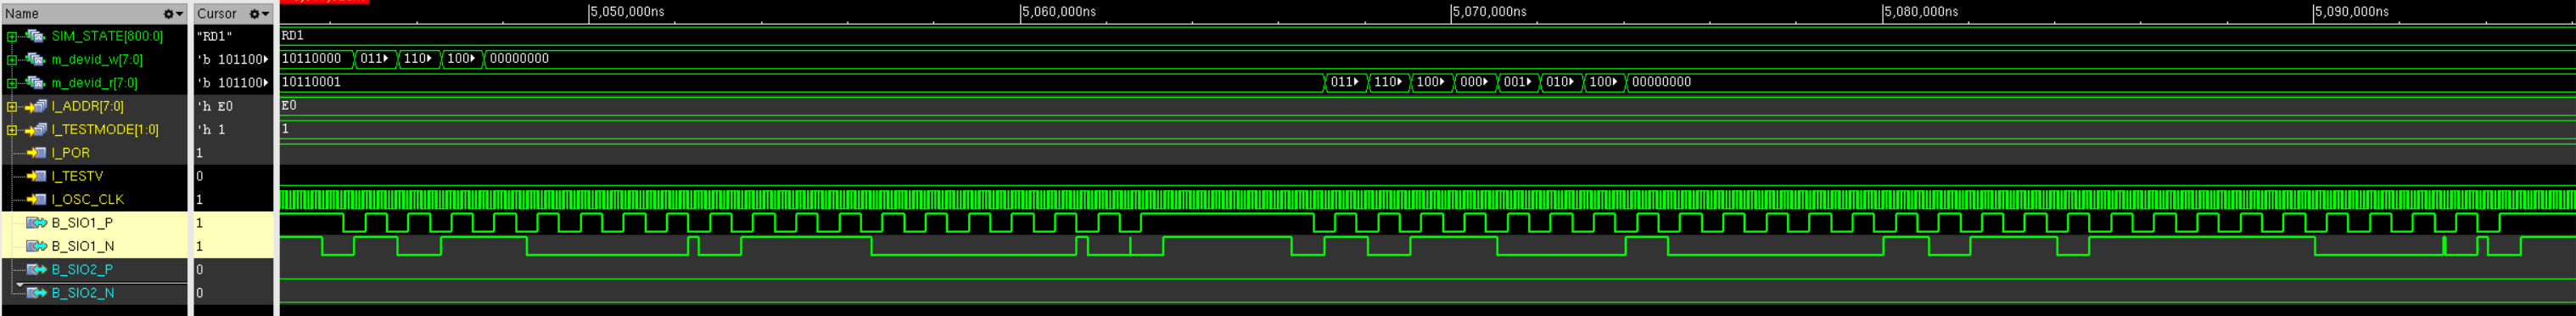 Name Cursor 5,050,000ns 5,060,000ns 5,070,000ns 5,080,000ns 5,090,000ns
SIM_STATE[800:0] "RD1" RD1
m_devid_w[7:0] 'b 101100 10110000 011 110 100 00000000
m_devid_r[7:0] 'b 101100 10110001 011 110 100 000 001 010 100 00000000
I_ADDR[7:0] 'h E0 E0
I_TESTMODE[1:0] 'h 1 1
I_POR 1
I_TESTV 0
I_OSC_CLK 1
B_SIO1_P 1
B_SIO1_N 1
B_SIO2_P 0
B_SIO2_N 0